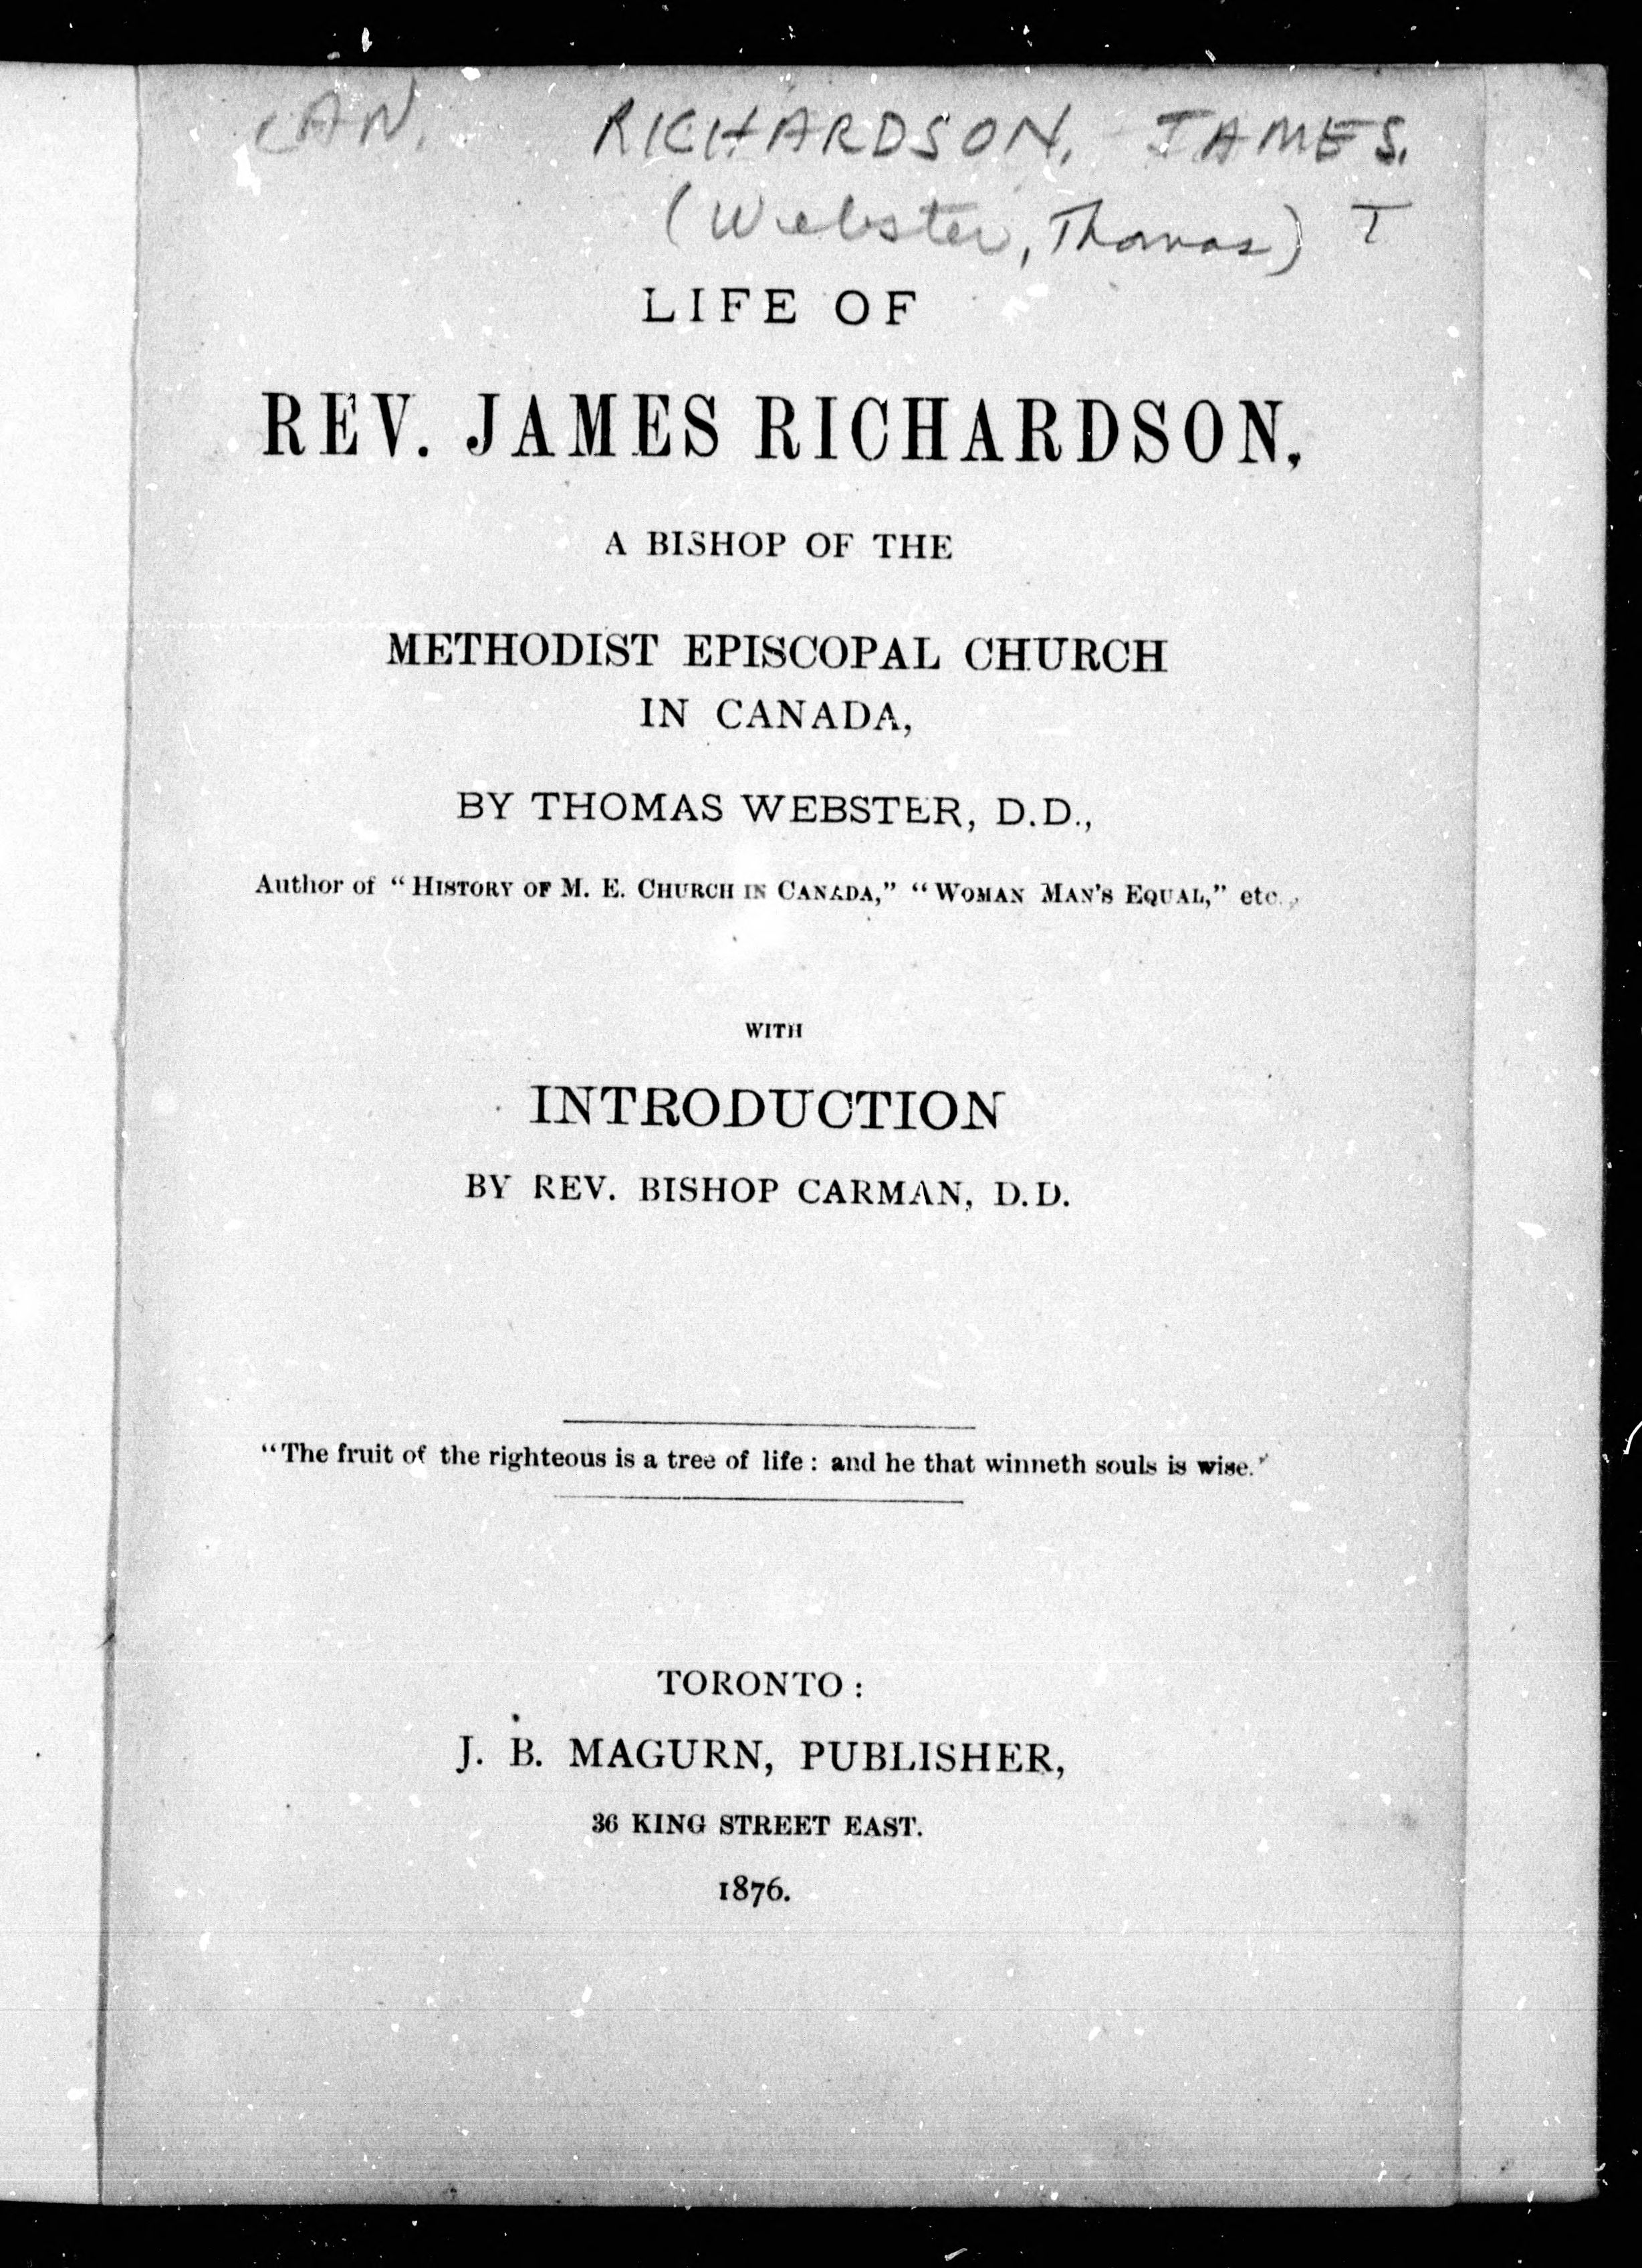 CAN. RICHARDSON, JAMES.
(Webster, Thomas) T
LIFE OF
REV. JAMES RICHARDSON,
A BISHOP OF THE
METHODIST EPISCOPAL CHURCH
IN CANADA,
BY THOMAS WEBSTER, D.D.,
Author of “HISTORY OF M. E. CHURCH IN CANADA,” “WOMAN MAN'S EQUAL,” etc.,
WITH
INTRODUCTION
BY REV. BISHOP CARMAN, D.D.
“The fruit of the righteous is a tree of life: and he that winneth souls is wise.’
TORONTO:
J. B. MAGURN, PUBLISHER,
36 KING STREET EAST.
1876.